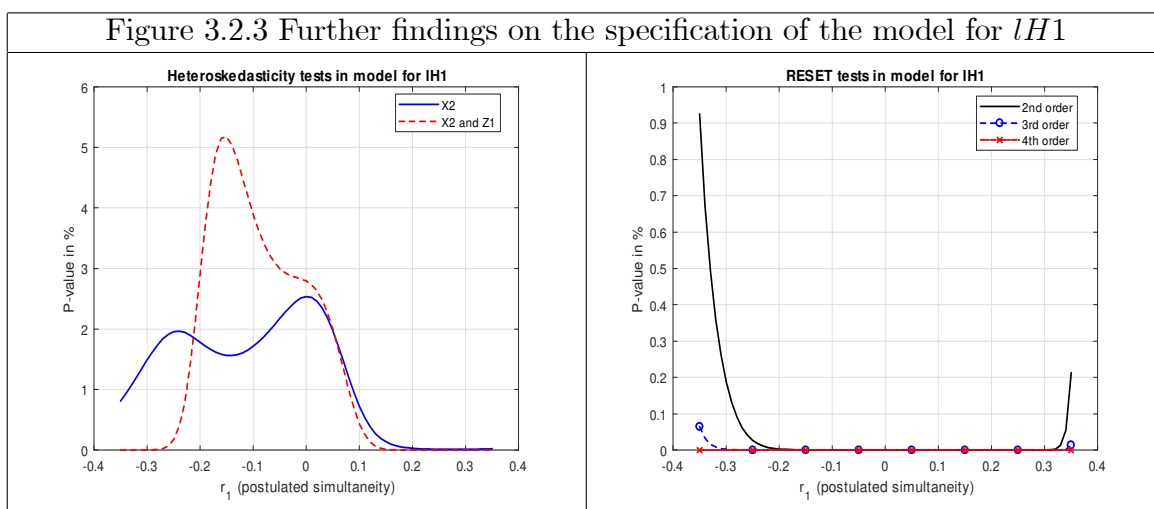 Figure 3.2.3 Further findings on the specification of the model for lH1
Heteroskedasticity tests in model for lH1
6
5
4
3
2
1
0
P-value in %
X2
X2 and Z1
-0.4 -0.3 -0.2 -0.1 0 0.1 0.2 0.3 0.4
r_1 (postulated simultaneity)
RESET tests in model for lH1
1
0.9
0.8
0.7
0.6
0.5
0.4
0.3
0.2
0.1
0
P-value in %
2nd order
3rd order
4th order
-0.4 -0.3 -0.2 -0.1 0 0.1 0.2 0.3 0.4
r_1 (postulated simultaneity)